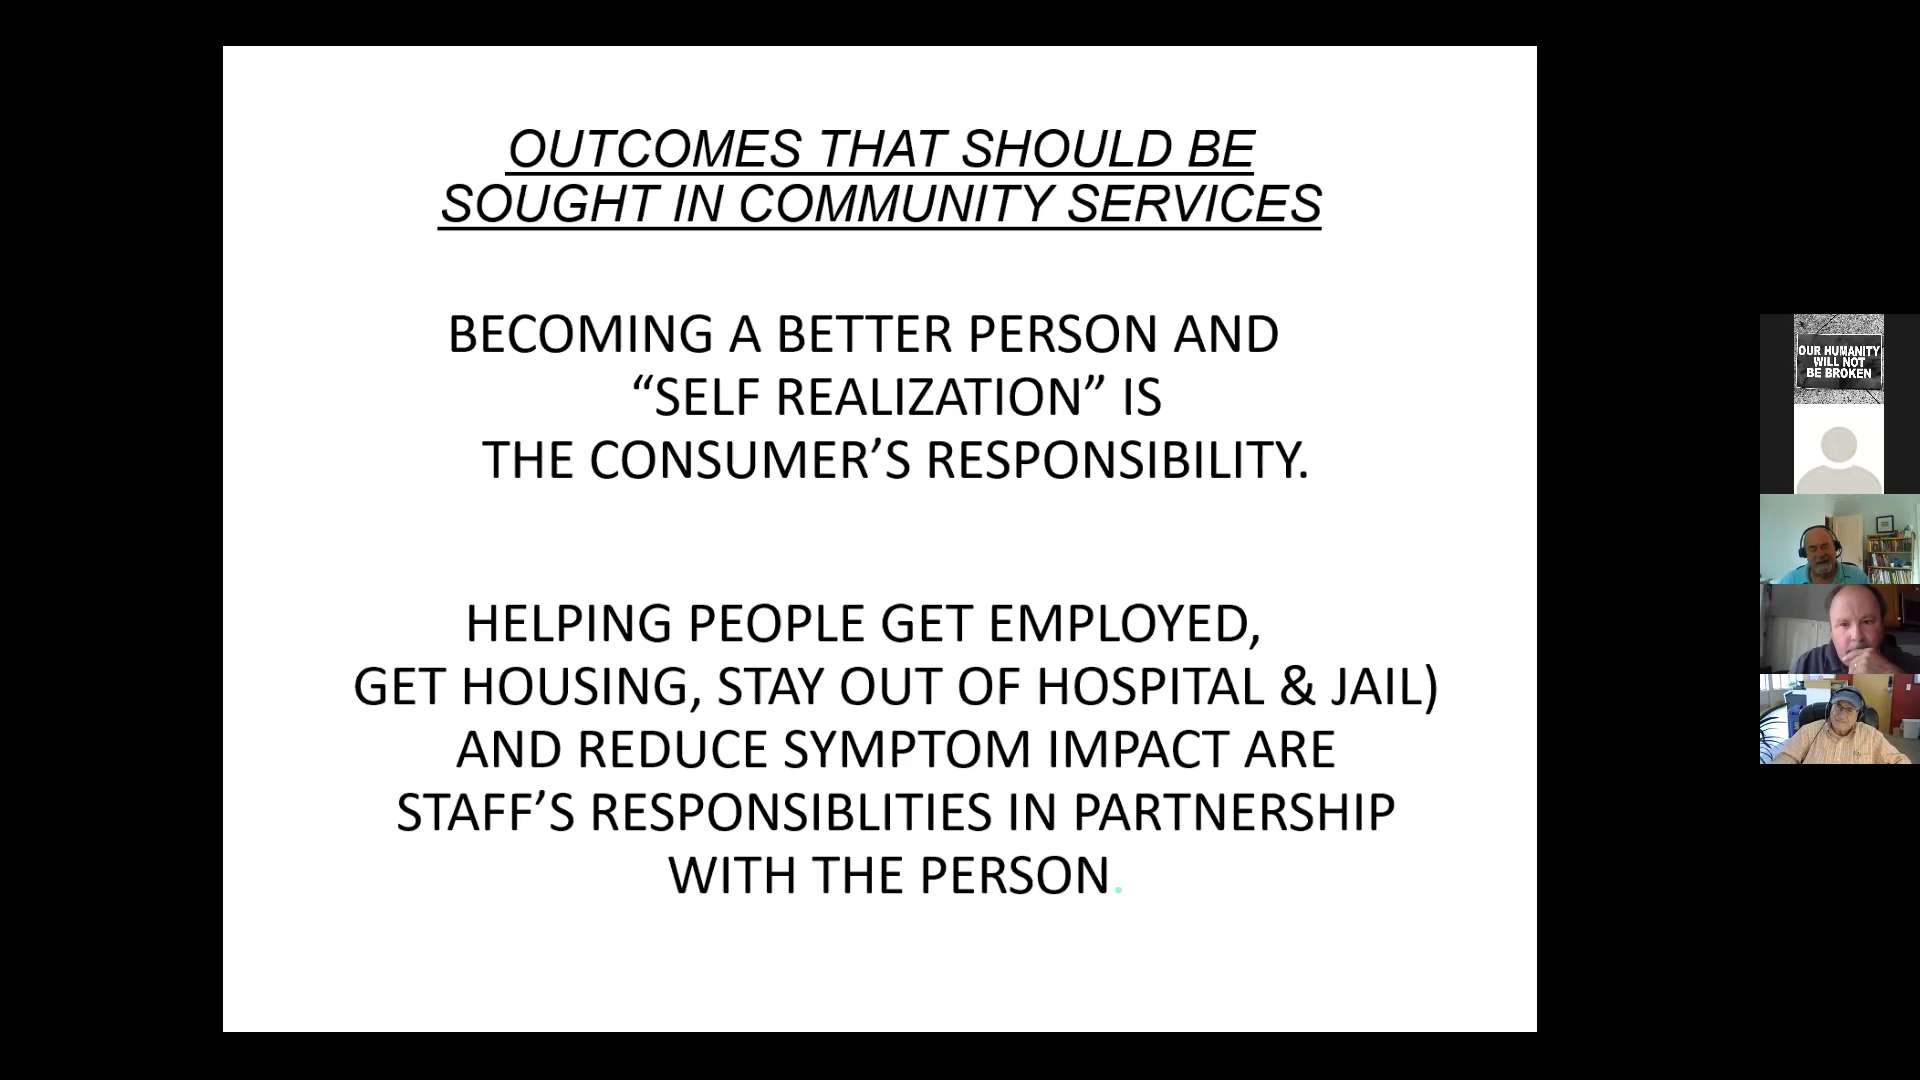 OUTCOMES THAT SHOULD BE
SOUGHT IN COMMUNITY SERVICES
BECOMING A BETTER PERSON AND
“SELF REALIZATION” IS
THE CONSUMER’S RESPONSIBILITY.
HELPING PEOPLE GET EMPLOYED,
GET HOUSING, STAY OUT OF HOSPITAL & JAIL)
AND REDUCE SYMPTOM IMPACT ARE
STAFF’S RESPONSIBLITIES IN PARTNERSHIP
WITH THE PERSON.
OUR HUMANITY
WILL NOT
BE BROKEN